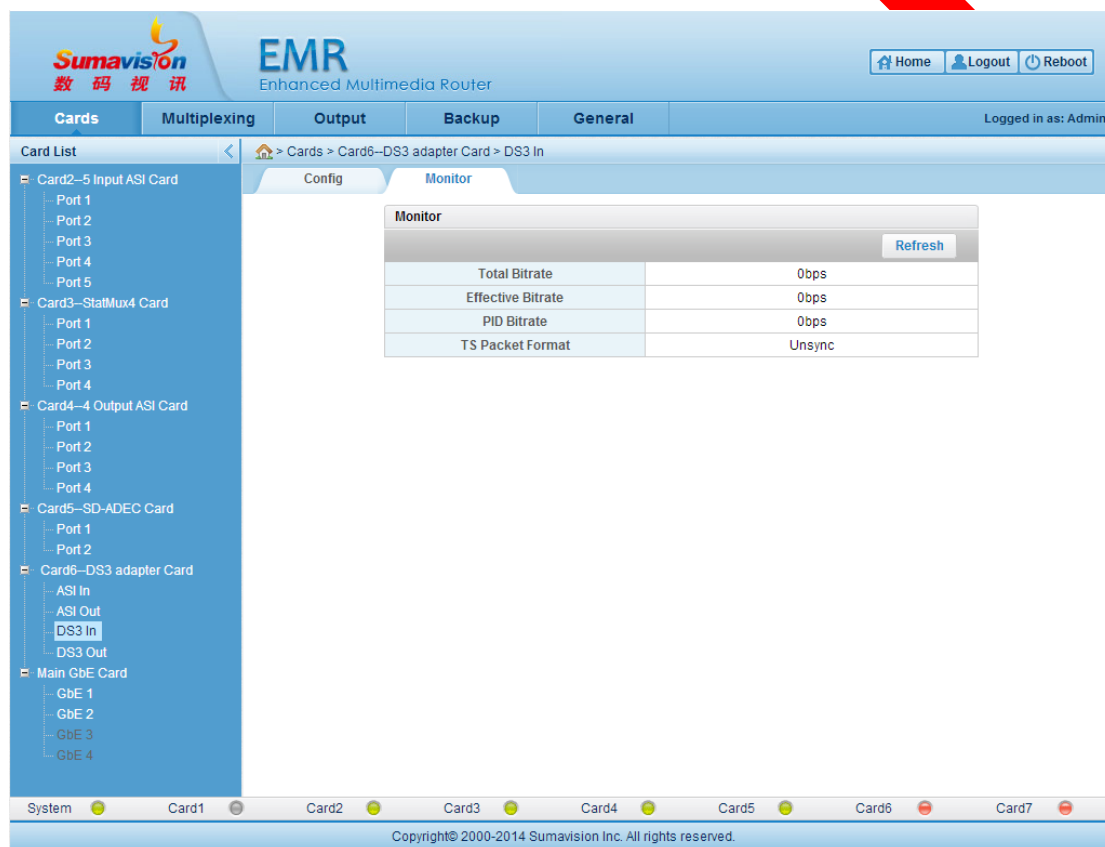 Sumavision
数 码 视 讯
EMR
Enhanced Multimedia Router
Home Logout Reboot
Cards Multiplexing Output Backup General Logged in as: Admin
Card List
> Cards > Card6--DS3 adapter Card > DS3 In
Config Monitor
Card2--5 Input ASI Card
Port 1
Port 2
Port 3
Port 4
Port 5
Card3--StatMux4 Card
Port 1
Port 2
Port 3
Port 4
Card4--4 Output ASI Card
Port 1
Port 2
Port 3
Port 4
Card5--SD-ADEC Card
Port 1
Port 2
Card6--DS3 adapter Card
ASI In
ASI Out
DS3 In
DS3 Out
Main GbE Card
GbE 1
GbE 2
GbE 3
GbE 4
Monitor
Refresh
Total Bitrate 0bps
Effective Bitrate 0bps
PID Bitrate 0bps
TS Packet Format Unsync
System Card1 Card2 Card3 Card4 Card5 Card6 Card7
Copyright© 2000-2014 Sumavision Inc. All rights reserved.